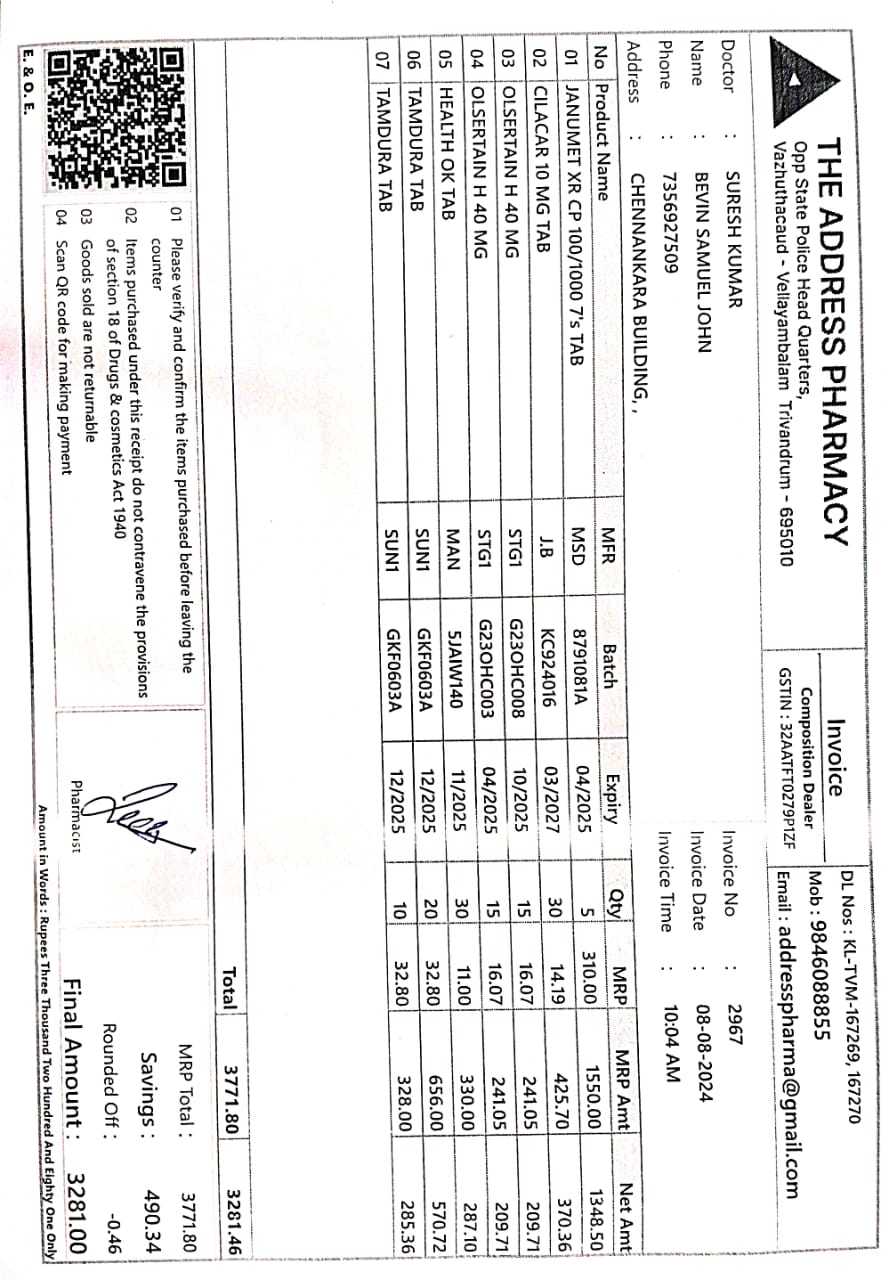 THE ADDRESS PHARMACY
Opp State Police Head Quarters,
Vazhuthacaud - Vellayambalam Trivandrum - 695010
Invoice
Composition Dealer
GSTIN : 32AATFT0279P1ZF
DL Nos : KL-TVM-167269, 167270
Mob : 9846088855
Email : addresspharma@gmail.com
Doctor : SURESH KUMAR
Name : BEVIN SAMUEL JOHN
Phone : 7356927509
Address : CHENNANKARA BUILDING, ,
Invoice No : 2967
Invoice Date : 08-08-2024
Invoice Time : 10:04 AM
No Product Name MFR Batch Expiry Qty MRP MRP Amt Net Amt
01 JANUMET XR CP 100/1000 7's TAB MSD 8791081A 04/2025 5 310.00 1550.00 1348.50
02 CILACAR 10 MG TAB J.B KC924016 03/2027 30 14.19 425.70 370.36
03 OLSERTAIN H 40 MG STG1 G23OHC008 10/2025 15 16.07 241.05 209.71
04 OLSERTAIN H 40 MG STG1 G23OHC003 04/2025 15 16.07 241.05 209.71
05 HEALTH OK TAB MAN 5JAIW140 11/2025 30 11.00 330.00 287.10
06 TAMDURA TAB SUN1 GKF0603A 12/2025 20 32.80 656.00 570.72
07 TAMDURA TAB SUN1 GKF0603A 12/2025 10 32.80 328.00 285.36
Total 3771.80 3281.46
01 Please verify and confirm the items purchased before leaving the
counter
02 Items purchased under this receipt do not contravene the provisions
of section 18 of Drugs & cosmetics Act 1940
03 Goods sold are not returnable
04 Scan QR code for making payment
E. & O. E.
Pharmacist
MRP Total : 3771.80
Savings : 490.34
Rounded Off : -0.46
Final Amount : 3281.00
Amount in Words : Rupees Three Thousand Two Hundred And Eighty One Only